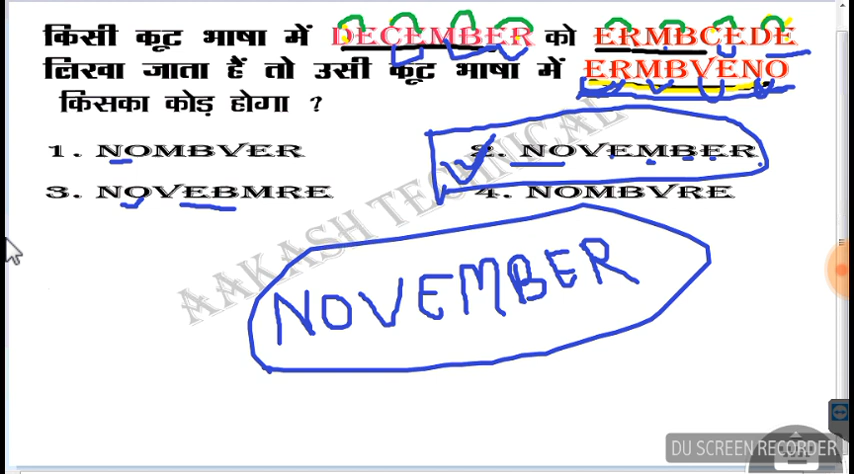 किसी कूट भाषा में DECEMBER को ERMBCEDE
लिखा जाता हैं तो उसी कूट भाषा में ERMBVENO
किसका कोड़ होगा ?
1. NOMBVER 2. NOVEMBER
3. NOVEBMRE 4. NOMBVRE
AAKASH TECHNICAL
NOVEMBER
DU SCREEN RECORDER